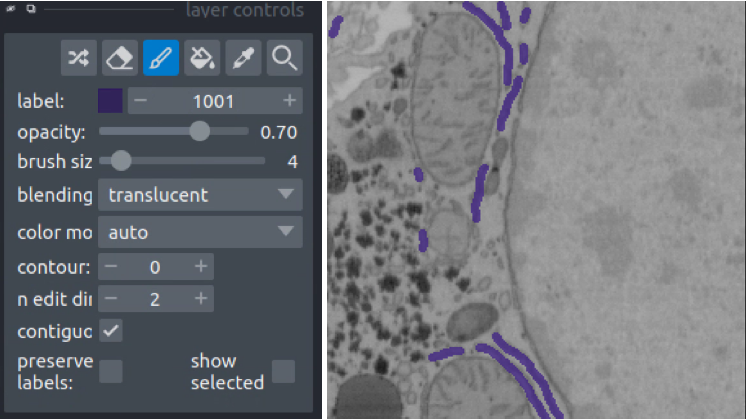 layer controls
label: 1001
opacity: 0.70
brush siz 4
blending translucent
color mo auto
contour: 0
n edit dir 2
contiguo
preserve labels:
show selected